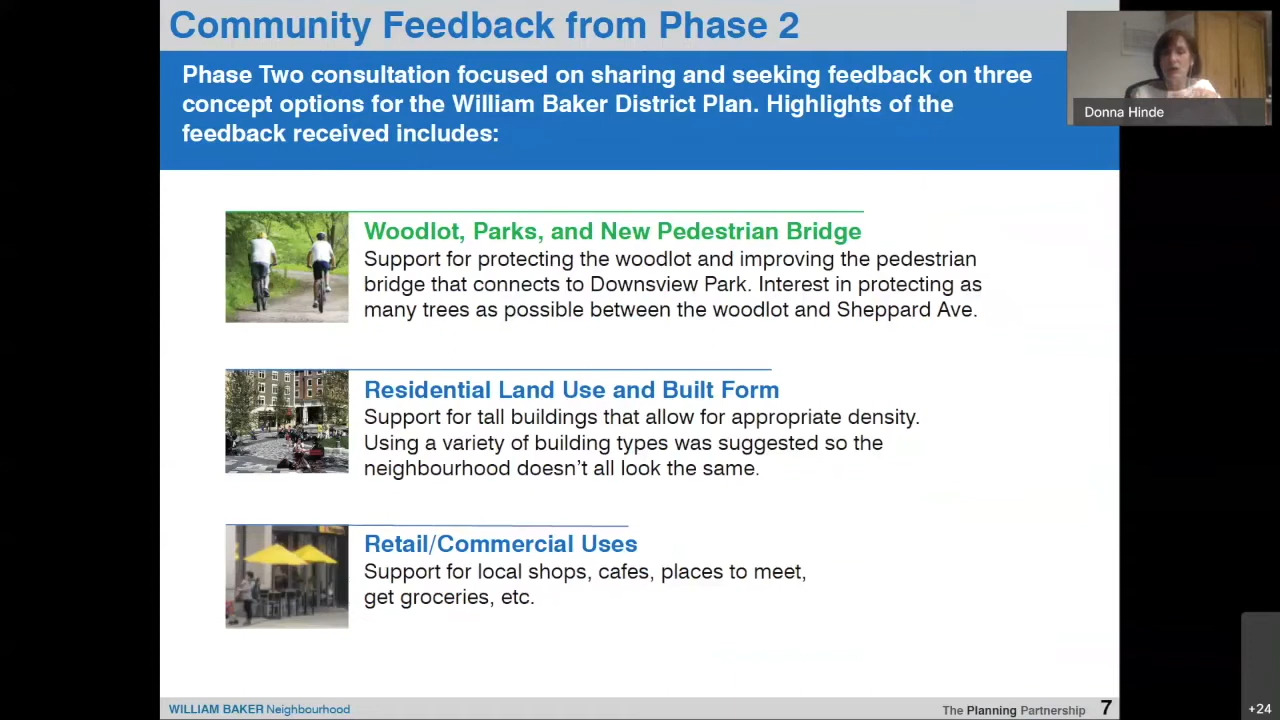 Community Feedback from Phase 2
Phase Two consultation focused on sharing and seeking feedback on three
concept options for the William Baker District Plan. Highlights of the
feedback received includes:
Donna Hinde
Woodlot, Parks, and New Pedestrian Bridge
Support for protecting the woodlot and improving the pedestrian
bridge that connects to Downsview Park. Interest in protecting as
many trees as possible between the woodlot and Sheppard Ave.
Residential Land Use and Built Form
Support for tall buildings that allow for appropriate density.
Using a variety of building types was suggested so the
neighbourhood doesn't all look the same.
Retail/Commercial Uses
Support for local shops, cafes, places to meet,
get groceries, etc.
WILLIAM BAKER Neighbourhood
The Planning Partnership 7
+24